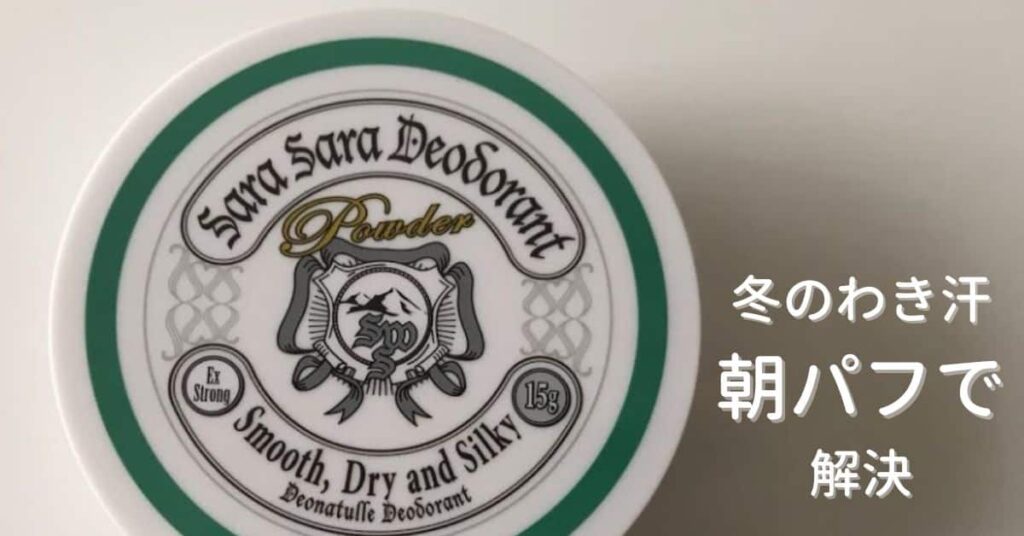 Sara Sara Deodorant
Powder
SPW
S
Ex
Strong
15g
Smooth, Dry and Silky
Deonatulle Deodorant
冬のわき汗
朝パフで
解決